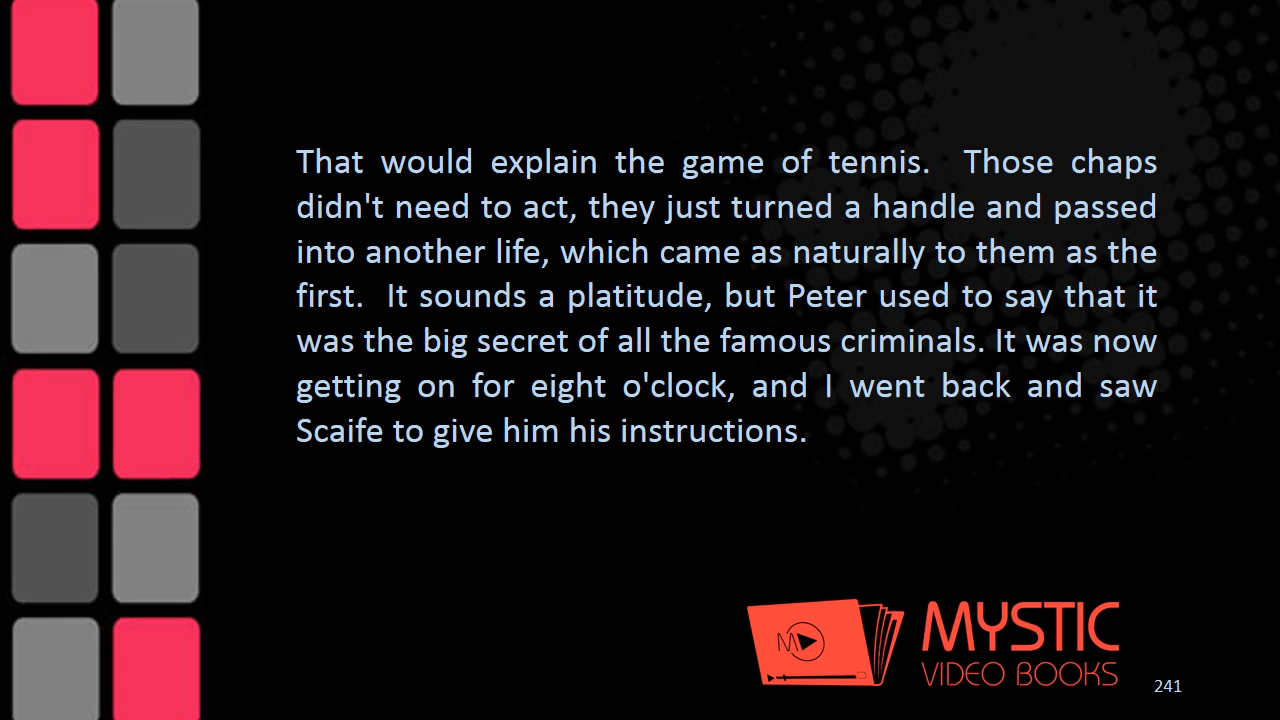 That would explain the game of tennis.  Those chaps
didn't need to act, they just turned a handle and passed
into another life, which came as naturally to them as the
first.  It sounds a platitude, but Peter used to say that it
was the big secret of all the famous criminals. It was now
getting on for eight o'clock, and I went back and saw
Scaife to give him his instructions.
M
MYSTIC
VIDEO BOOKS
241